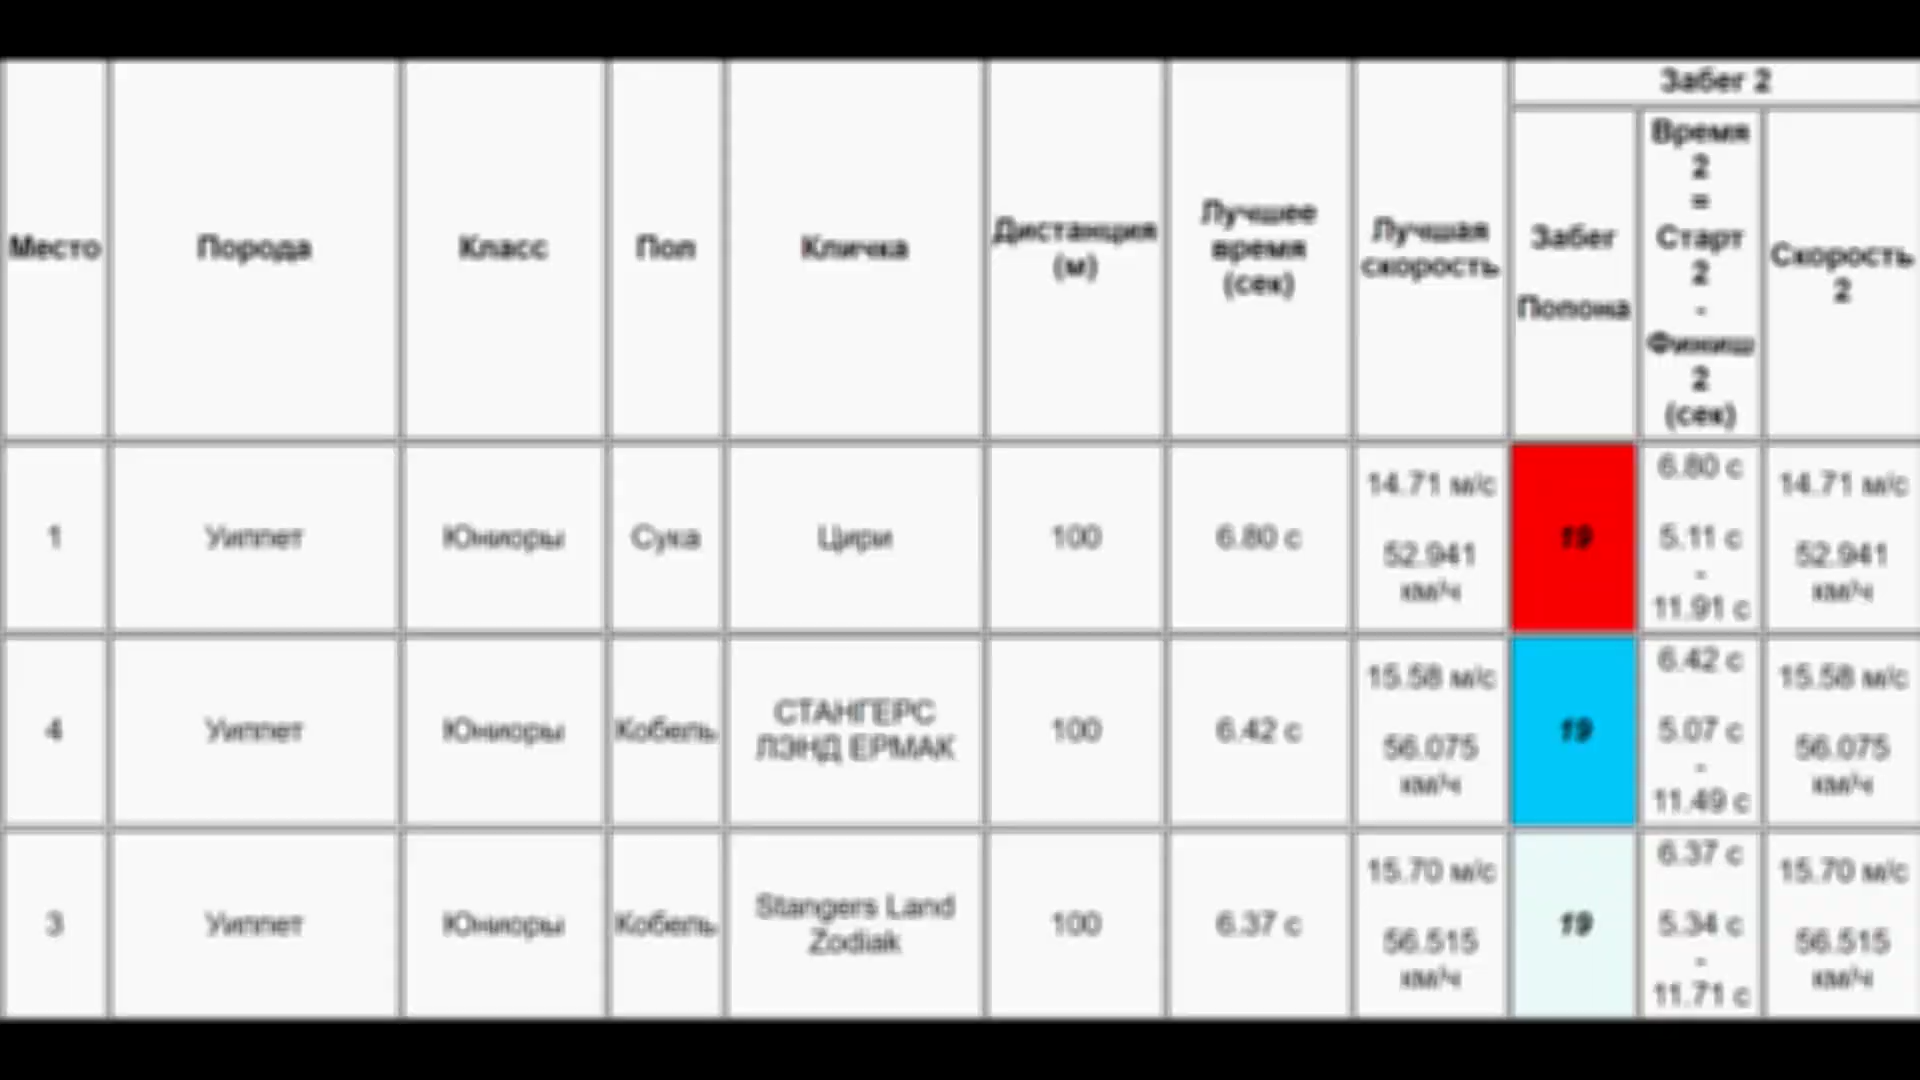 Забег 2
Место
Порода
Класс
Пол
Кличка
Дистанция
(м)
Лучшее
время
(сек)
Лучшая
скорость
Забег
Попона
Время
2
=
Старт
2
-
Финиш
2
(сек)
Скорость
2
1
Уиппет
Юниоры
Сука
Цири
100
6.80 с
14.71 м/с
52.941
км/ч
19
6.80 с
5.11 с
-
11.91 с
14.71 м/с
52.941
км/ч
4
Уиппет
Юниоры
Кобель
СТАНГЕРС
ЛЭНД ЕРМАК
100
6.42 с
15.58 м/с
56.075
км/ч
19
6.42 с
5.07 с
-
11.49 с
15.58 м/с
56.075
км/ч
3
Уиппет
Юниоры
Кобель
Stangers Land
Zodiak
100
6.37 с
15.70 м/с
56.515
км/ч
19
6.37 с
5.34 с
-
11.71 с
15.70 м/с
56.515
км/ч